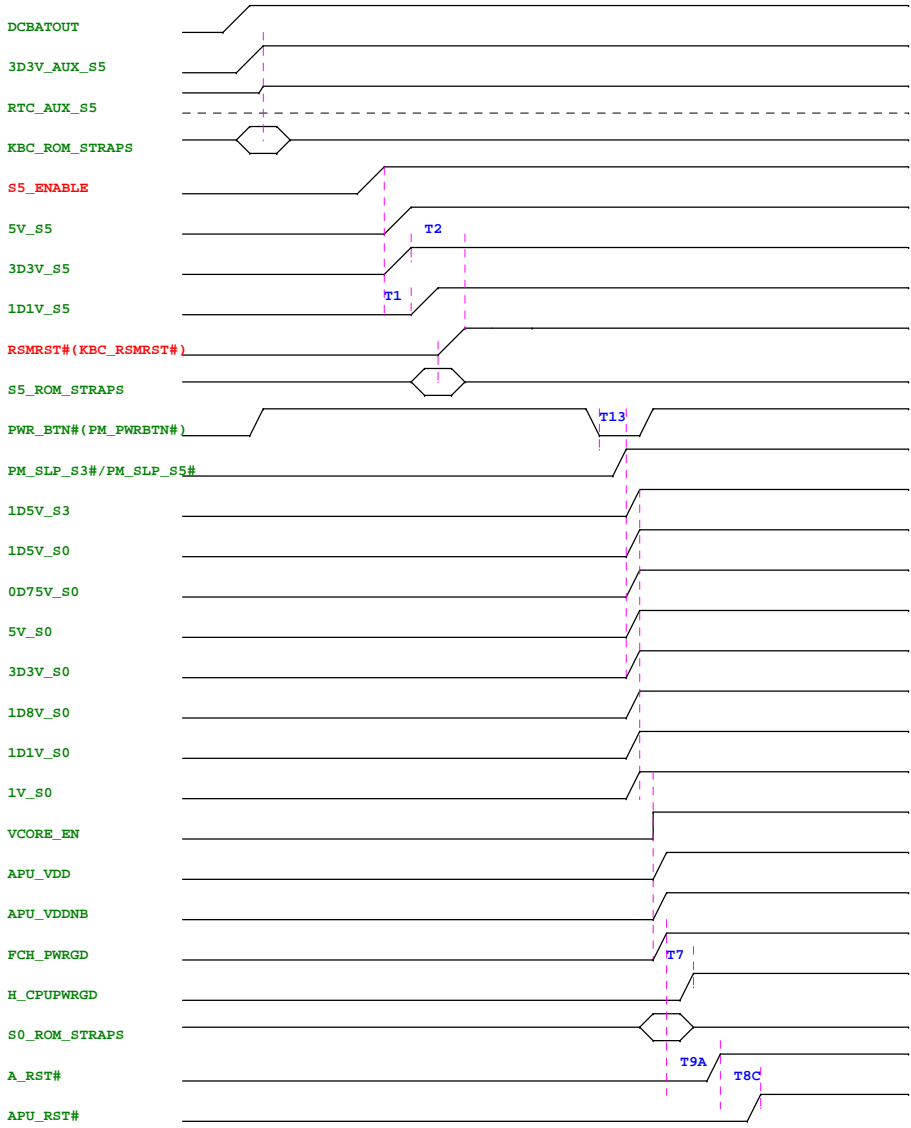 DCBATOUT
3D3V_AUX_S5
RTC_AUX_S5
KBC_ROM_STRAPS
S5_ENABLE
5V_S5
T2
3D3V_S5
T1
1D1V_S5
RSMRST#(KBC_RSMRST#)
S5_ROM_STRAPS
T13
PWR_BTN#(PM_PWRBTN#)
PM_SLP_S3#/PM_SLP_S5#
1D5V_S3
1D5V_S0
0D75V_S0
5V_S0
3D3V_S0
1D8V_S0
1D1V_S0
1V_S0
VCORE_EN
APU_VDD
APU_VDDNB
FCH_PWRGD
T7
H_CPUPWRGD
S0_ROM_STRAPS
T9A
A_RST#
T8C
APU_RST#